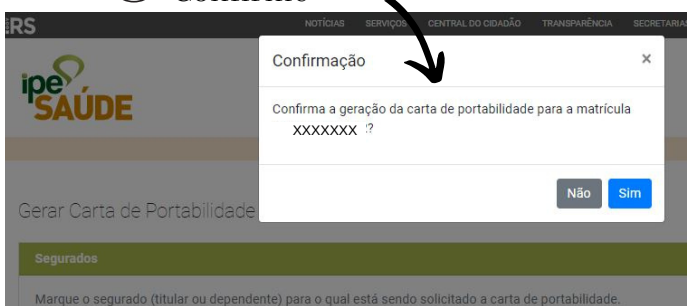 Confirmo
RS
NOTÍCIAS SERVIÇOS CENTRAL DO CIDADÃO TRANSPARÊNCIA SECRETARIAS
ipe
SAÚDE
Confirmação ×
Confirma a geração da carta de portabilidade para a matrícula
XXXXXXX ?
Não Sim
Gerar Carta de Portabilidade
Segurados
Marque o segurado (titular ou dependente) para o qual está sendo solicitado a carta de portabilidade.